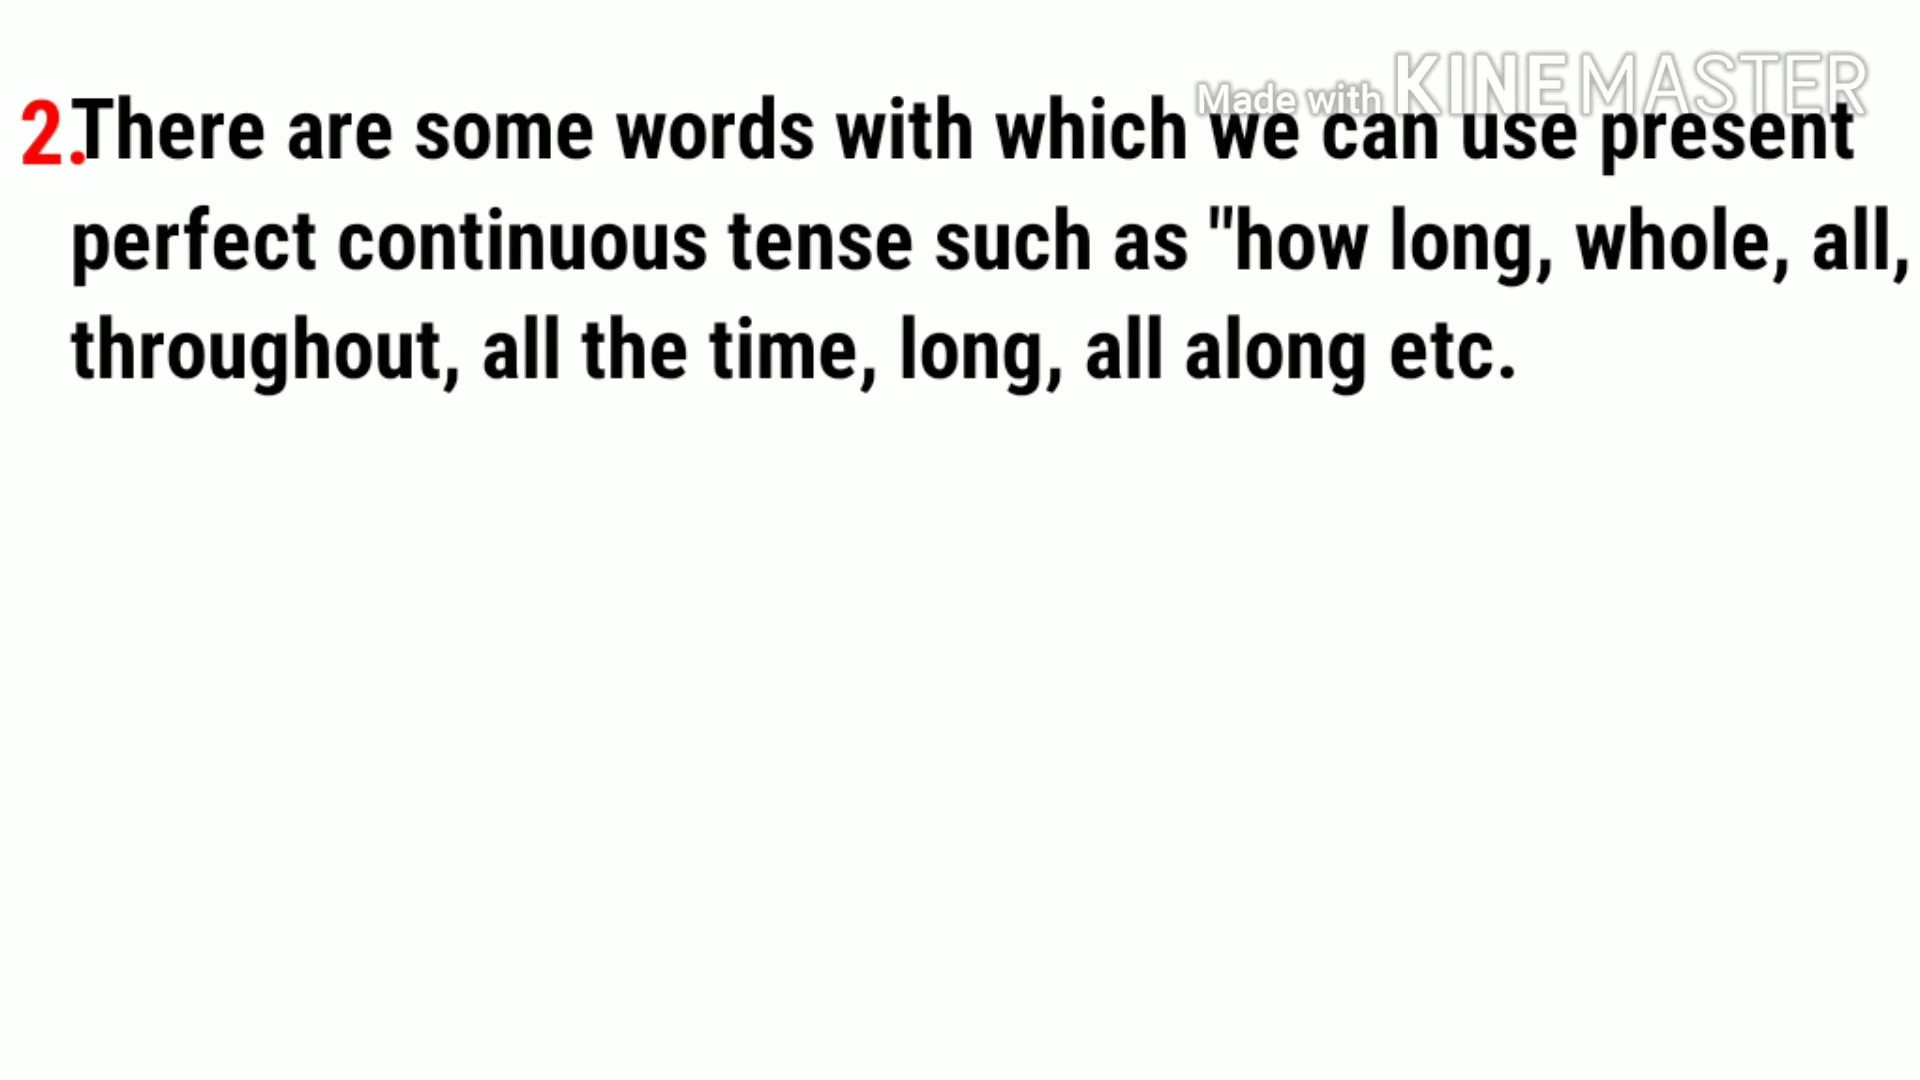 Made with KINEMASTER
2.There are some words with which we can use present
perfect continuous tense such as "how long, whole, all,
throughout, all the time, long, all along etc.